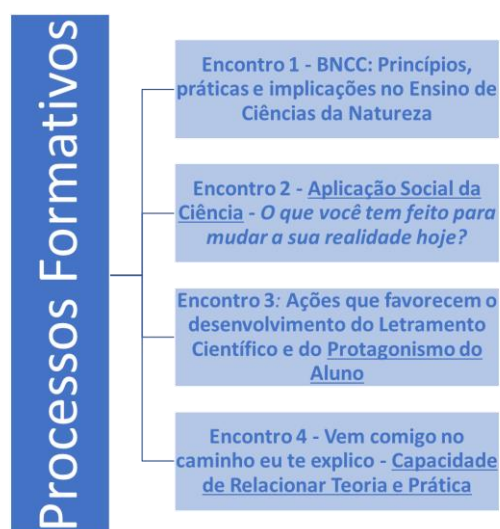 Processos Formativos
Encontro 1 - BNCC: Princípios,
práticas e implicações no Ensino de
Ciências da Natureza
Encontro 2 - Aplicação Social da
Ciência - O que você tem feito para
mudar a sua realidade hoje?
Encontro 3: Ações que favorecem o
desenvolvimento do Letramento
Científico e do Protagonismo do
Aluno
Encontro 4 - Vem comigo no
caminho eu te explico - Capacidade
de Relacionar Teoria e Prática